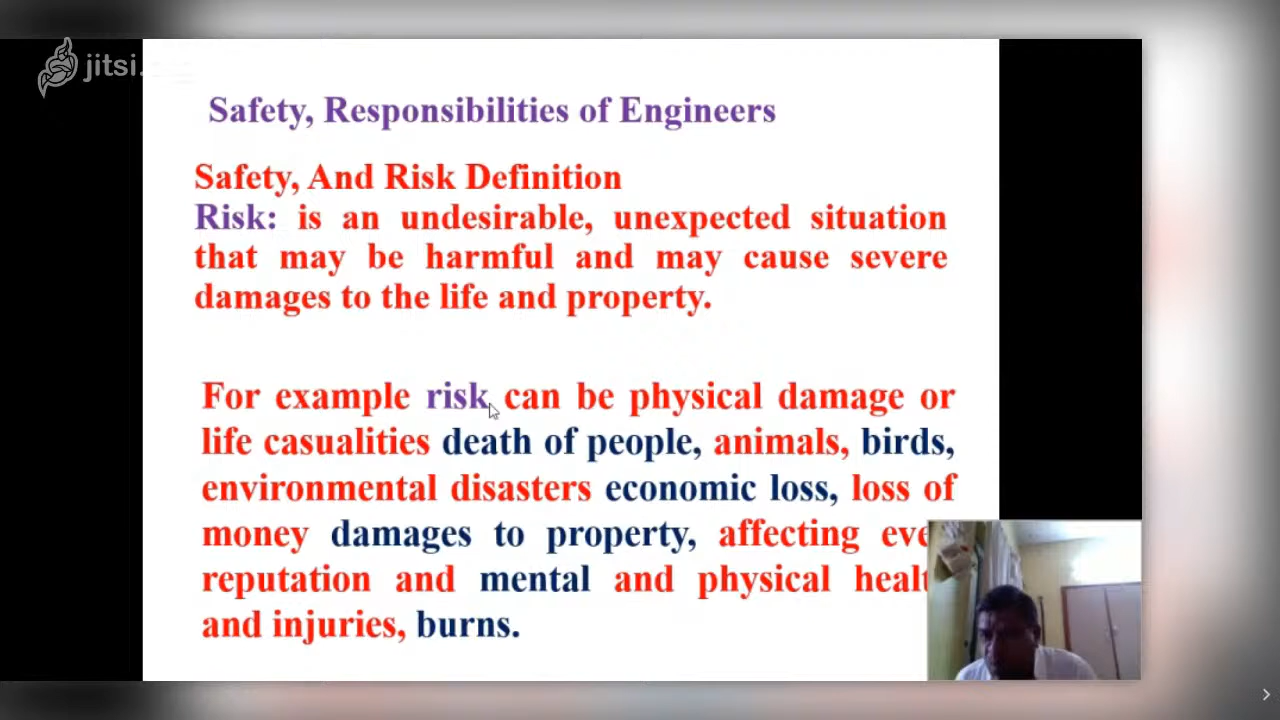 jitsi.
Safety, Responsibilities of Engineers
Safety, And Risk Definition
Risk: is an undesirable, unexpected situation
that may be harmful and may cause severe
damages to the life and property.
For example risk can be physical damage or
life casualities death of people, animals, birds,
environmental disasters economic loss, loss of
money damages to property, affecting eve
reputation and mental and physical healt
and injuries, burns.